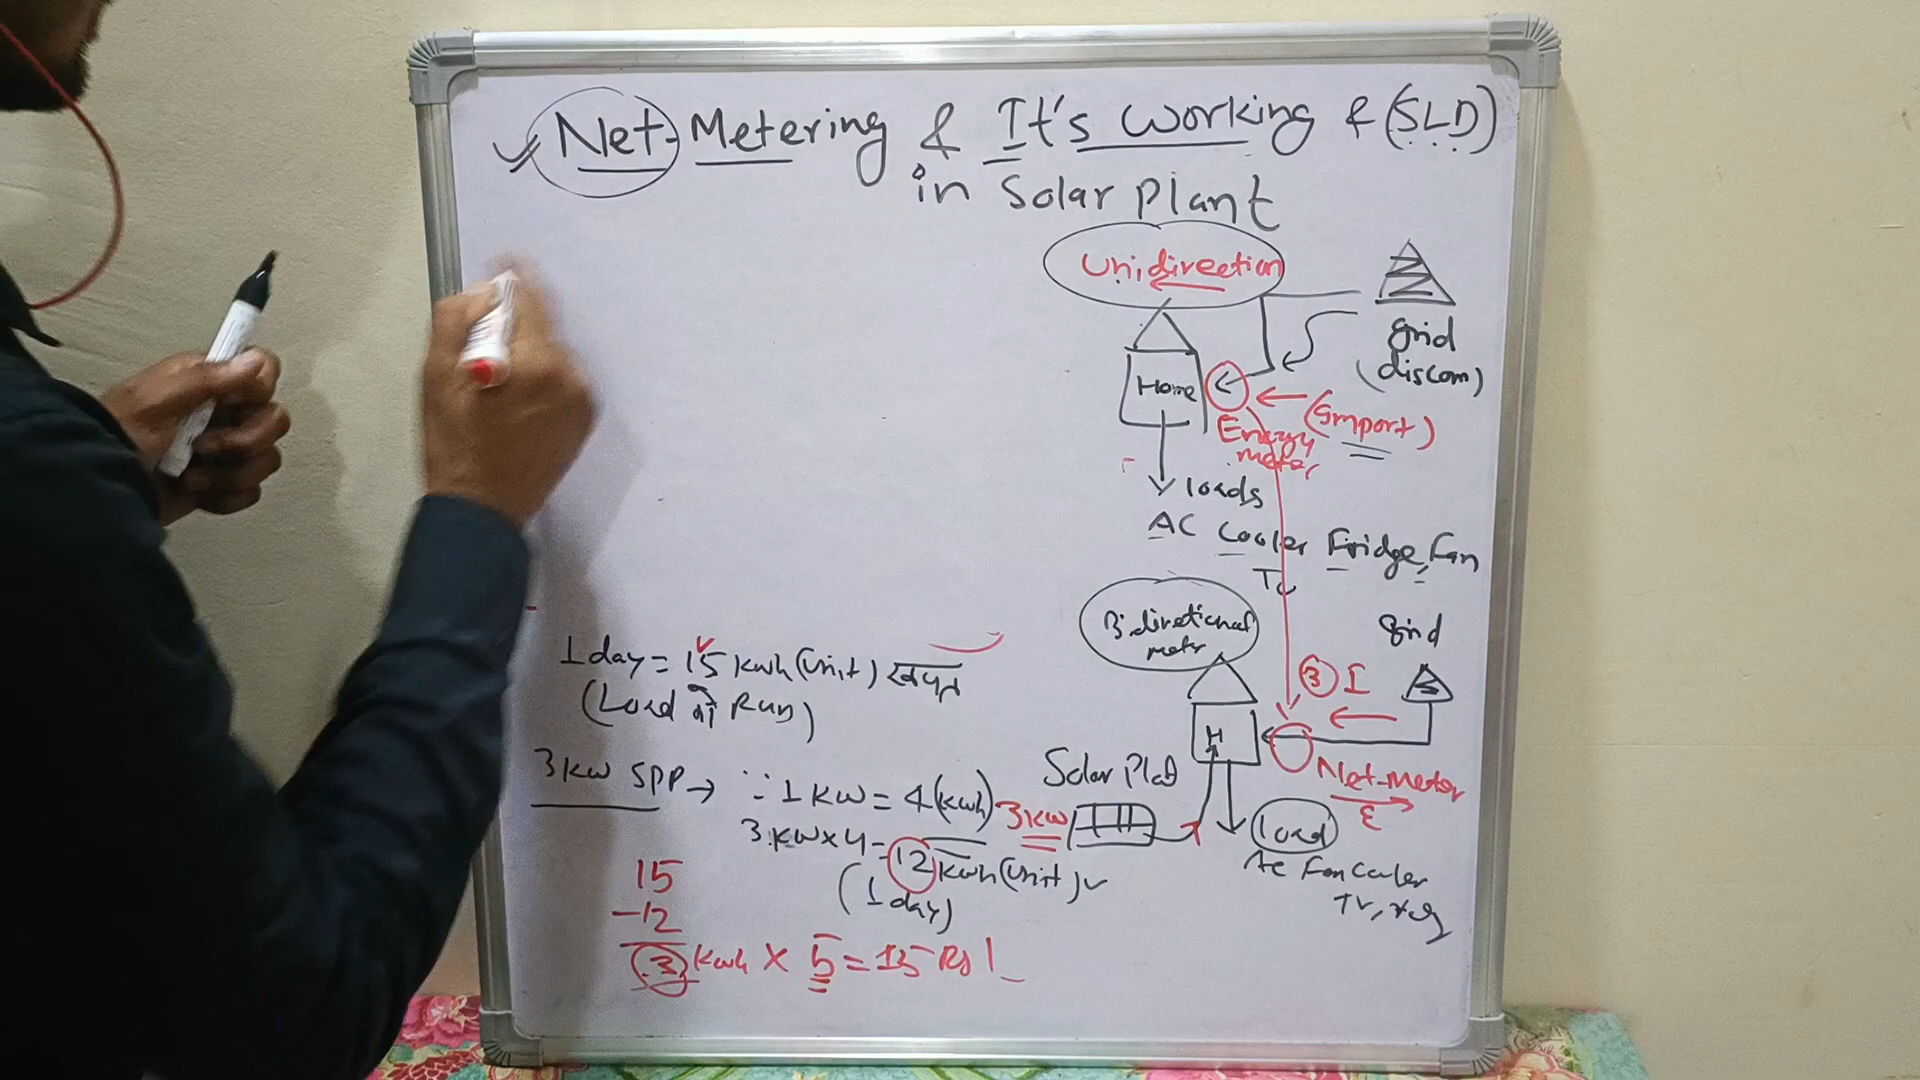 Net-Metering & It's Working & (SLD)
in Solar Plant
Unidirection
grid
(discom)
Home
Energy
meter
(Import)
loads
AC Cooler Fridge, Fan
TV
Bidirectional
metr
grid
3 I
H
Net-Meter
E
Solar Plat
3kw
load
Ac Fan Cooler
TV,
1 day = 15 kwh (unit) खपत
(Load को Run)
3 kw SPP → ∵ 1 KW = 4 (kwh)
3 kw x 4 = 12 kwh (unit)
(1 day)
15
-12
3 kwh x 5 = 15 Rs/_